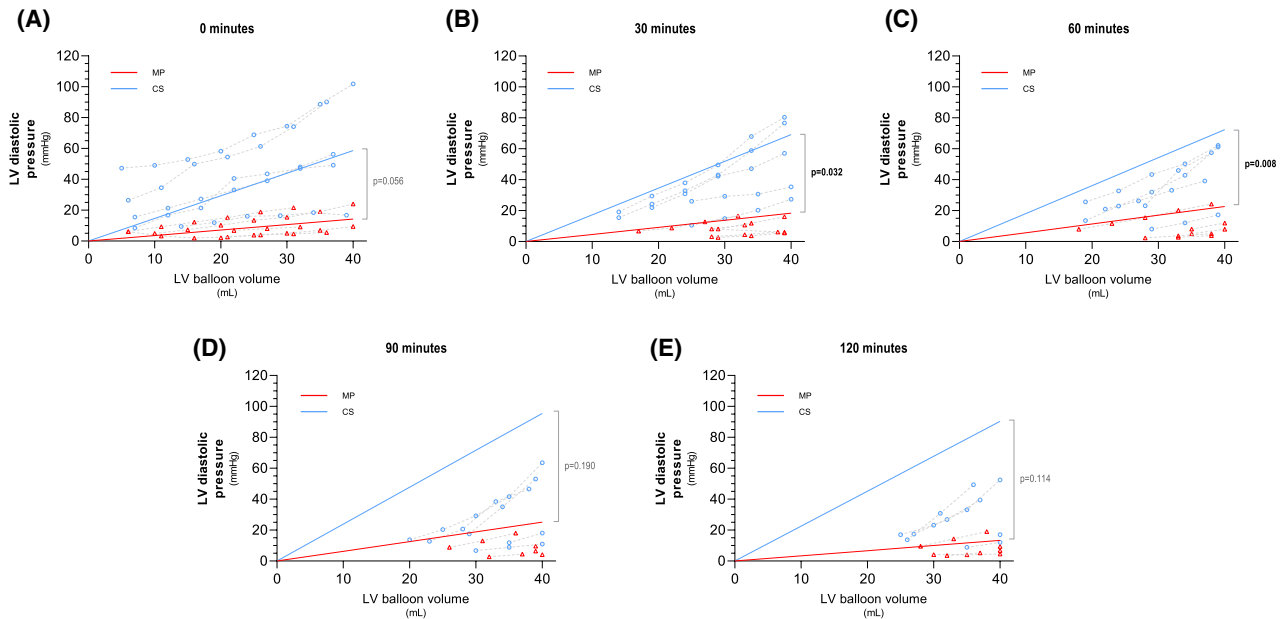 (A)
0 minutes
120
100
80
60
40
20
0
LV diastolic
pressure
(mmHg)
MP
CS
p=0.056
0 10 20 30 40
LV balloon volume
(mL)
(B)
30 minutes
120
100
80
60
40
20
0
LV diastolic
pressure
(mmHg)
MP
CS
p=0.032
0 10 20 30 40
LV balloon volume
(mL)
(C)
60 minutes
120
100
80
60
40
20
0
LV diastolic
pressure
(mmHg)
MP
CS
p=0.008
0 10 20 30 40
LV balloon volume
(mL)
(D)
90 minutes
120
100
80
60
40
20
0
LV diastolic
pressure
(mmHg)
MP
CS
p=0.190
0 10 20 30 40
LV balloon volume
(mL)
(E)
120 minutes
120
100
80
60
40
20
0
LV diastolic
pressure
(mmHg)
MP
CS
p=0.114
0 10 20 30 40
LV balloon volume
(mL)